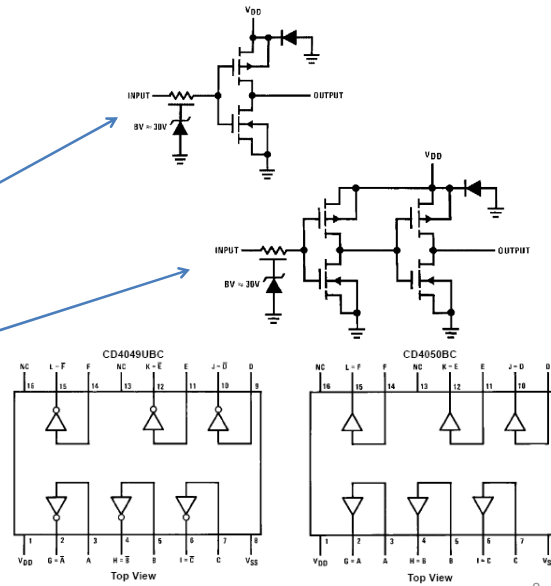 VDD
INPUT
OUTPUT
BV ≈ 30V
VDD
INPUT
OUTPUT
BV ≈ 30V
CD4049UBC
NC L = F̅ F NC K = E̅ E J = D̅ D
16 15 14 13 12 11 10 9
1 2 3 4 5 6 7 8
VDD G = A̅ A H = B̅ B I = C̅ C VSS
Top View
CD4050BC
NC L = F F NC K = E E J = D D
16 15 14 13 12 11 10
1 2 3 4 5 6 7
VDD G = A A H = B B I = C C
Top View